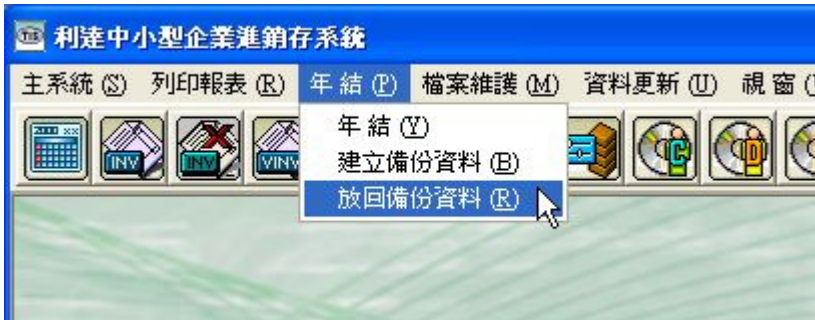 TIS 利達中小型企業進銷存系統
主系統 (S) 列印報表 (R) 年 結 (P) 檔案維護 (M) 資料更新 (U) 視 窗 (
INV INV VINV C D
年 結 (Y)
建立備份資料 (B)
放回備份資料 (R)